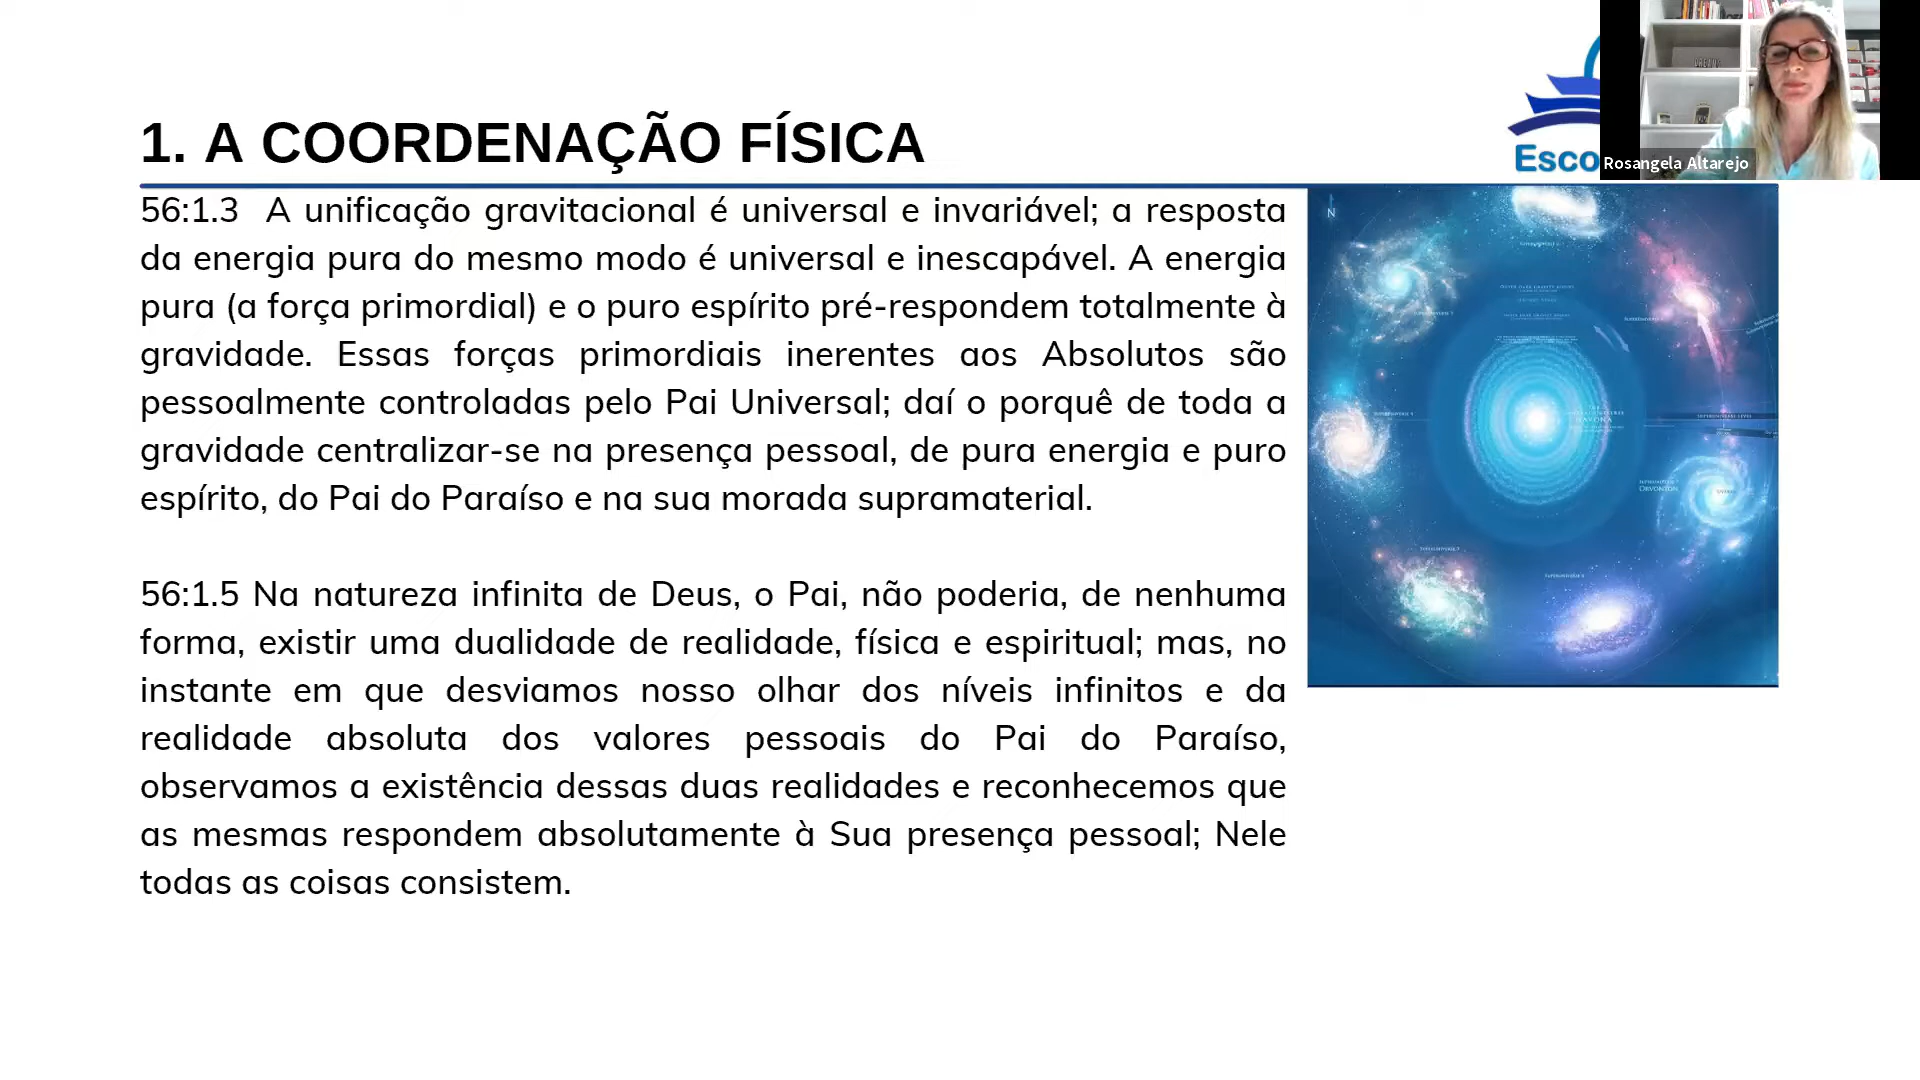 1. A COORDENAÇÃO FÍSICA
Esco
Rosangela Altarejo
56:1.3 A unificação gravitacional é universal e invariável; a resposta
da energia pura do mesmo modo é universal e inescapável. A energia
pura (a força primordial) e o puro espírito pré-respondem totalmente à
gravidade. Essas forças primordiais inerentes aos Absolutos são
pessoalmente controladas pelo Pai Universal; daí o porquê de toda a
gravidade centralizar-se na presença pessoal, de pura energia e puro
espírito, do Pai do Paraíso e na sua morada supramaterial.
56:1.5 Na natureza infinita de Deus, o Pai, não poderia, de nenhuma
forma, existir uma dualidade de realidade, física e espiritual; mas, no
instante em que desviamos nosso olhar dos níveis infinitos e da
realidade absoluta dos valores pessoais do Pai do Paraíso,
observamos a existência dessas duas realidades e reconhecemos que
as mesmas respondem absolutamente à Sua presença pessoal; Nele
todas as coisas consistem.
N
HAVONA
ORVONTON